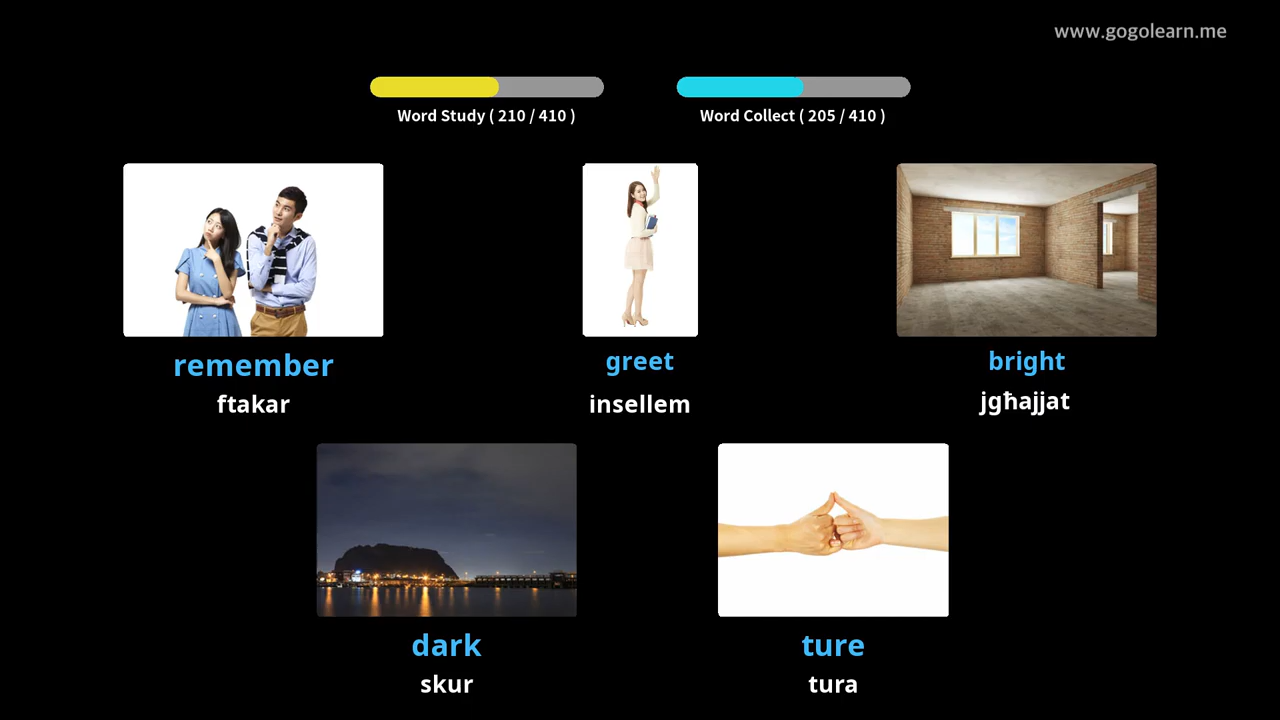 www.gogolearn.me
Word Study ( 210 / 410 )
Word Collect ( 205 / 410 )
remember
ftakar
greet
insellem
bright
jgħajjat
dark
skur
ture
tura